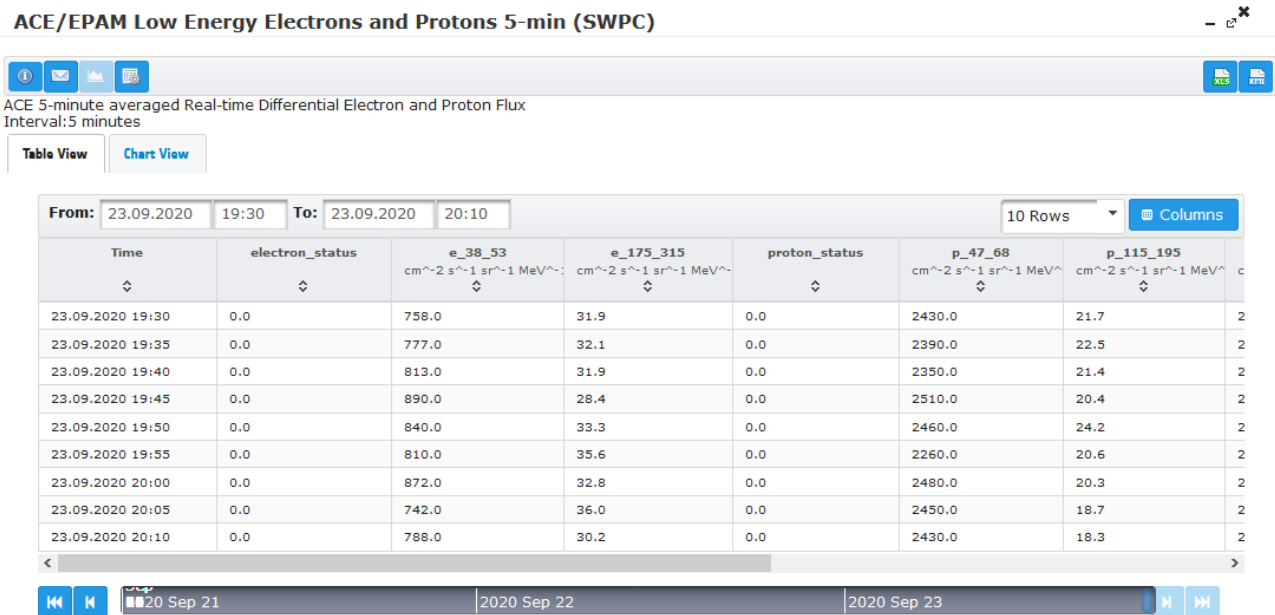 ACE/EPAM Low Energy Electrons and Protons 5-min (SWPC)
XLS XML
ACE 5-minute averaged Real-time Differential Electron and Proton Flux
Interval:5 minutes
Table View Chart View
From: 23.09.2020 19:30 To: 23.09.2020 20:10 10 Rows Columns
Time electron_status e_38_53 e_175_315 proton_status p_47_68 p_115_195
cm^-2 s^-1 sr^-1 MeV^- cm^-2 s^-1 sr^-1 MeV^- cm^-2 s^-1 sr^-1 MeV^ cm^-2 s^-1 sr^-1 MeV^ c
23.09.2020 19:30 0.0 758.0 31.9 0.0 2430.0 21.7 2
23.09.2020 19:35 0.0 777.0 32.1 0.0 2390.0 22.5 2
23.09.2020 19:40 0.0 813.0 31.9 0.0 2350.0 21.4 2
23.09.2020 19:45 0.0 890.0 28.4 0.0 2510.0 20.4 2
23.09.2020 19:50 0.0 840.0 33.3 0.0 2460.0 24.2 2
23.09.2020 19:55 0.0 810.0 35.6 0.0 2260.0 20.6 2
23.09.2020 20:00 0.0 872.0 32.8 0.0 2480.0 20.3 2
23.09.2020 20:05 0.0 742.0 36.0 0.0 2450.0 18.7 2
23.09.2020 20:10 0.0 788.0 30.2 0.0 2430.0 18.3 2
20 Sep 21 2020 Sep 22 2020 Sep 23